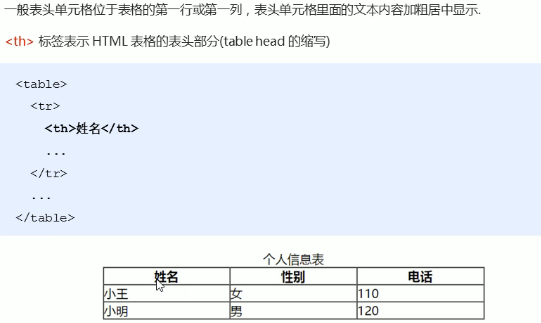 一般表头单元格位于表格的第一行或第一列，表头单元格里面的文本内容加粗居中显示.
<th> 标签表示 HTML 表格的表头部分(table head 的缩写)
<table>
<tr>
<th>姓名</th>
...
</tr>
...
</table>
个人信息表
姓名 性别 电话
小王 女 110
小明 男 120